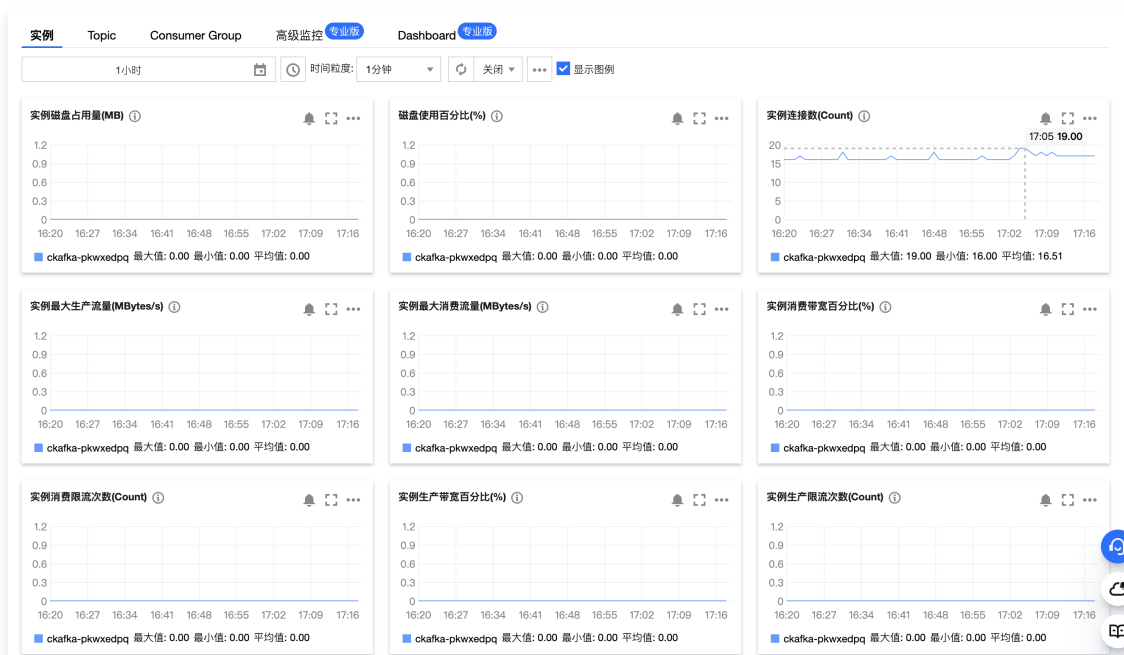 实例 Topic Consumer Group 高级监控 专业版 Dashboard 专业版
1小时 时间粒度: 1分钟 关闭 显示图例
实例磁盘占用量(MB)
1.2
0.9
0.6
0.3
0
16:20 16:27 16:34 16:41 16:48 16:55 17:02 17:09 17:16
ckafka-pkwxedpq 最大值: 0.00 最小值: 0.00 平均值: 0.00
磁盘使用百分比(%)
1.2
0.9
0.6
0.3
0
16:20 16:27 16:34 16:41 16:48 16:55 17:02 17:09 17:16
ckafka-pkwxedpq 最大值: 0.00 最小值: 0.00 平均值: 0.00
实例连接数(Count)
17:05 19.00
20
15
10
5
0
16:20 16:27 16:34 16:41 16:48 16:55 17:02 17:09 17:16
ckafka-pkwxedpq 最大值: 19.00 最小值: 16.00 平均值: 16.51
实例最大生产流量(MBytes/s)
1.2
0.9
0.6
0.3
0
16:20 16:27 16:34 16:41 16:48 16:55 17:02 17:09 17:16
ckafka-pkwxedpq 最大值: 0.00 最小值: 0.00 平均值: 0.00
实例最大消费流量(MBytes/s)
1.2
0.9
0.6
0.3
0
16:20 16:27 16:34 16:41 16:48 16:55 17:02 17:09 17:16
ckafka-pkwxedpq 最大值: 0.00 最小值: 0.00 平均值: 0.00
实例消费带宽百分比(%)
1.2
0.9
0.6
0.3
0
16:20 16:27 16:34 16:41 16:48 16:55 17:02 17:09 17:16
ckafka-pkwxedpq 最大值: 0.00 最小值: 0.00 平均值: 0.00
实例消费限流次数(Count)
1.2
0.9
0.6
0.3
0
16:20 16:27 16:34 16:41 16:48 16:55 17:02 17:09 17:16
ckafka-pkwxedpq 最大值: 0.00 最小值: 0.00 平均值: 0.00
实例生产带宽百分比(%)
1.2
0.9
0.6
0.3
0
16:20 16:27 16:34 16:41 16:48 16:55 17:02 17:09 17:16
ckafka-pkwxedpq 最大值: 0.00 最小值: 0.00 平均值: 0.00
实例生产限流次数(Count)
1.2
0.9
0.6
0.3
0
16:20 16:27 16:34 16:41 16:48 16:55 17:02 17:09 17:16
ckafka-pkwxedpq 最大值: 0.00 最小值: 0.00 平均值: 0.00